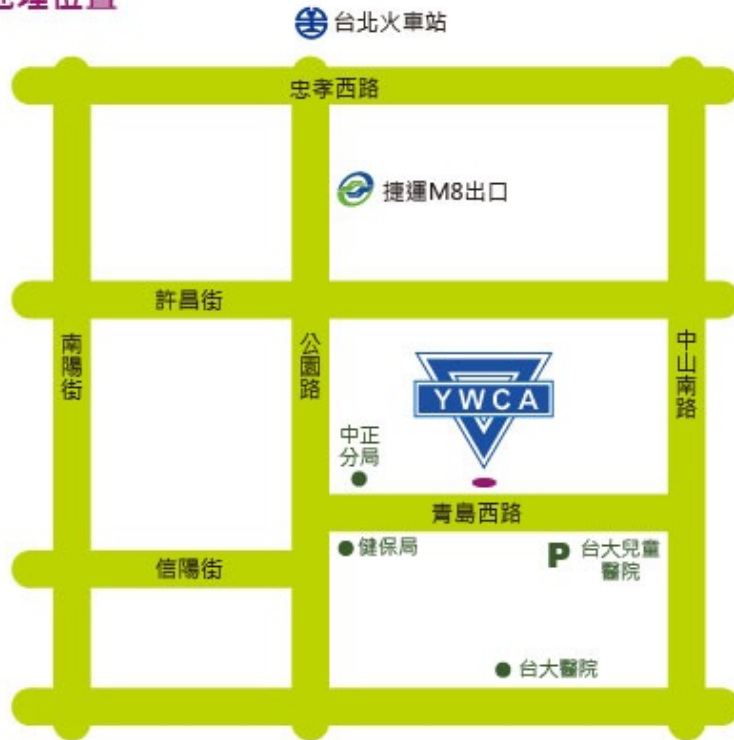 台北火車站
忠孝西路
捷運M8出口
許昌街
南陽街
公園路
中山南路
YWCA
中正
分局
青島西路
健保局
P
台大兒童
醫院
信陽街
台大醫院